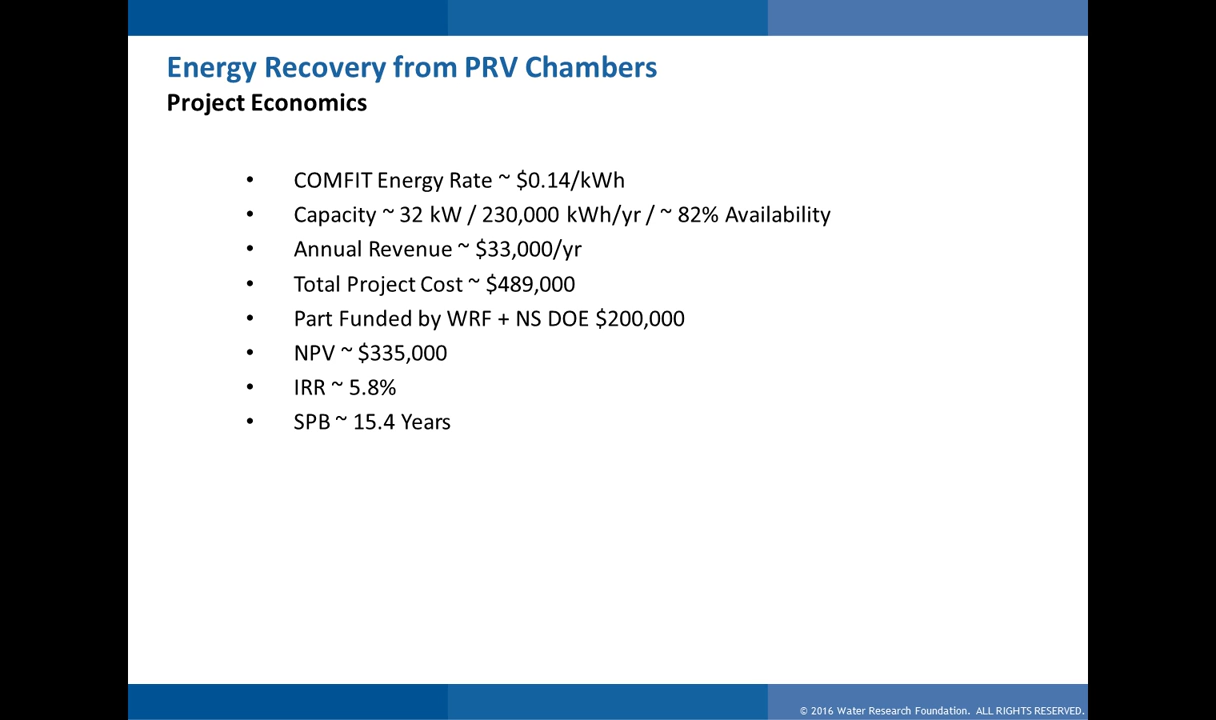 Energy Recovery from PRV Chambers
Project Economics
• COMFIT Energy Rate ~ $0.14/kWh
• Capacity ~ 32 kW / 230,000 kWh/yr / ~ 82% Availability
• Annual Revenue ~ $33,000/yr
• Total Project Cost ~ $489,000
• Part Funded by WRF + NS DOE $200,000
• NPV ~ $335,000
• IRR ~ 5.8%
• SPB ~ 15.4 Years
© 2016 Water Research Foundation. ALL RIGHTS RESERVED.